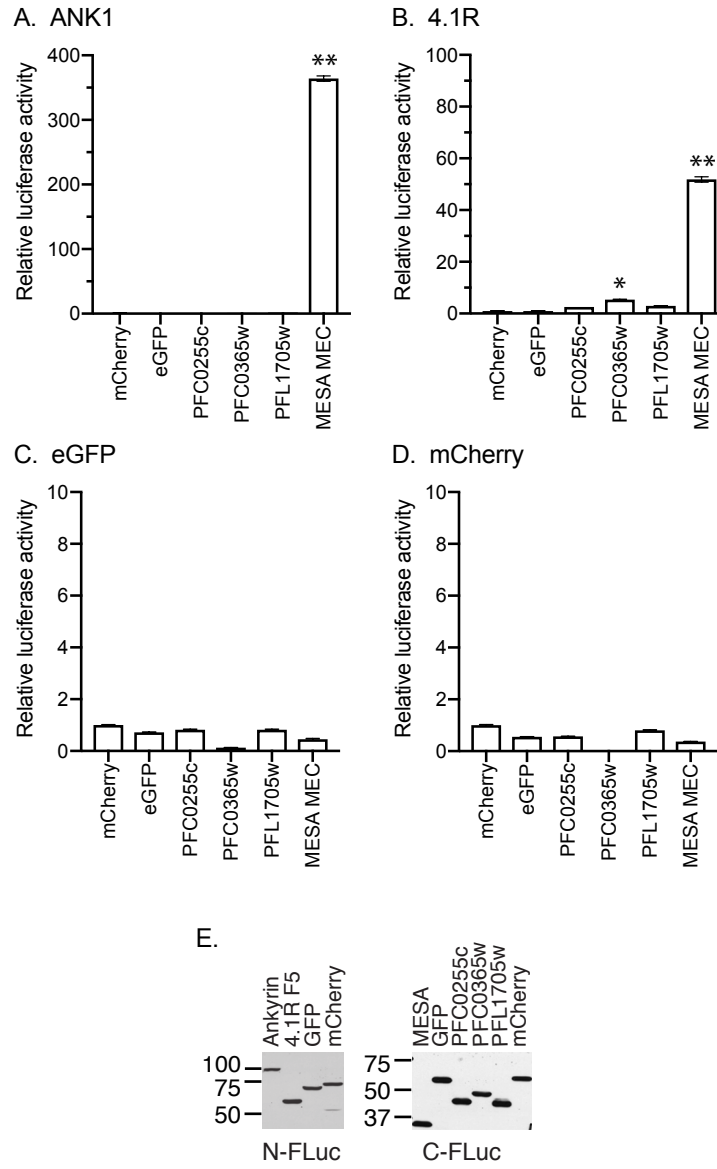 A. ANK1
Relative luciferase activity
400
300
200
100
0
**
mCherry
eGFP
PFC0255c
PFC0365w
PFL1705w
MESA MEC
B. 4.1R
Relative luciferase activity
100
80
60
40
20
0
*
**
mCherry
eGFP
PFC0255c
PFC0365w
PFL1705w
MESA MEC
C. eGFP
Relative luciferase activity
10
8
6
4
2
0
mCherry
eGFP
PFC0255c
PFC0365w
PFL1705w
MESA MEC
D. mCherry
Relative luciferase activity
10
8
6
4
2
0
mCherry
eGFP
PFC0255c
PFC0365w
PFL1705w
MESA MEC
E.
Ankyrin
4.1R F5
GFP
mCherry
100
75
50
N-FLuc
MESA
GFP
PFC0255c
PFC0365w
PFL1705w
mCherry
75
50
37
C-FLuc